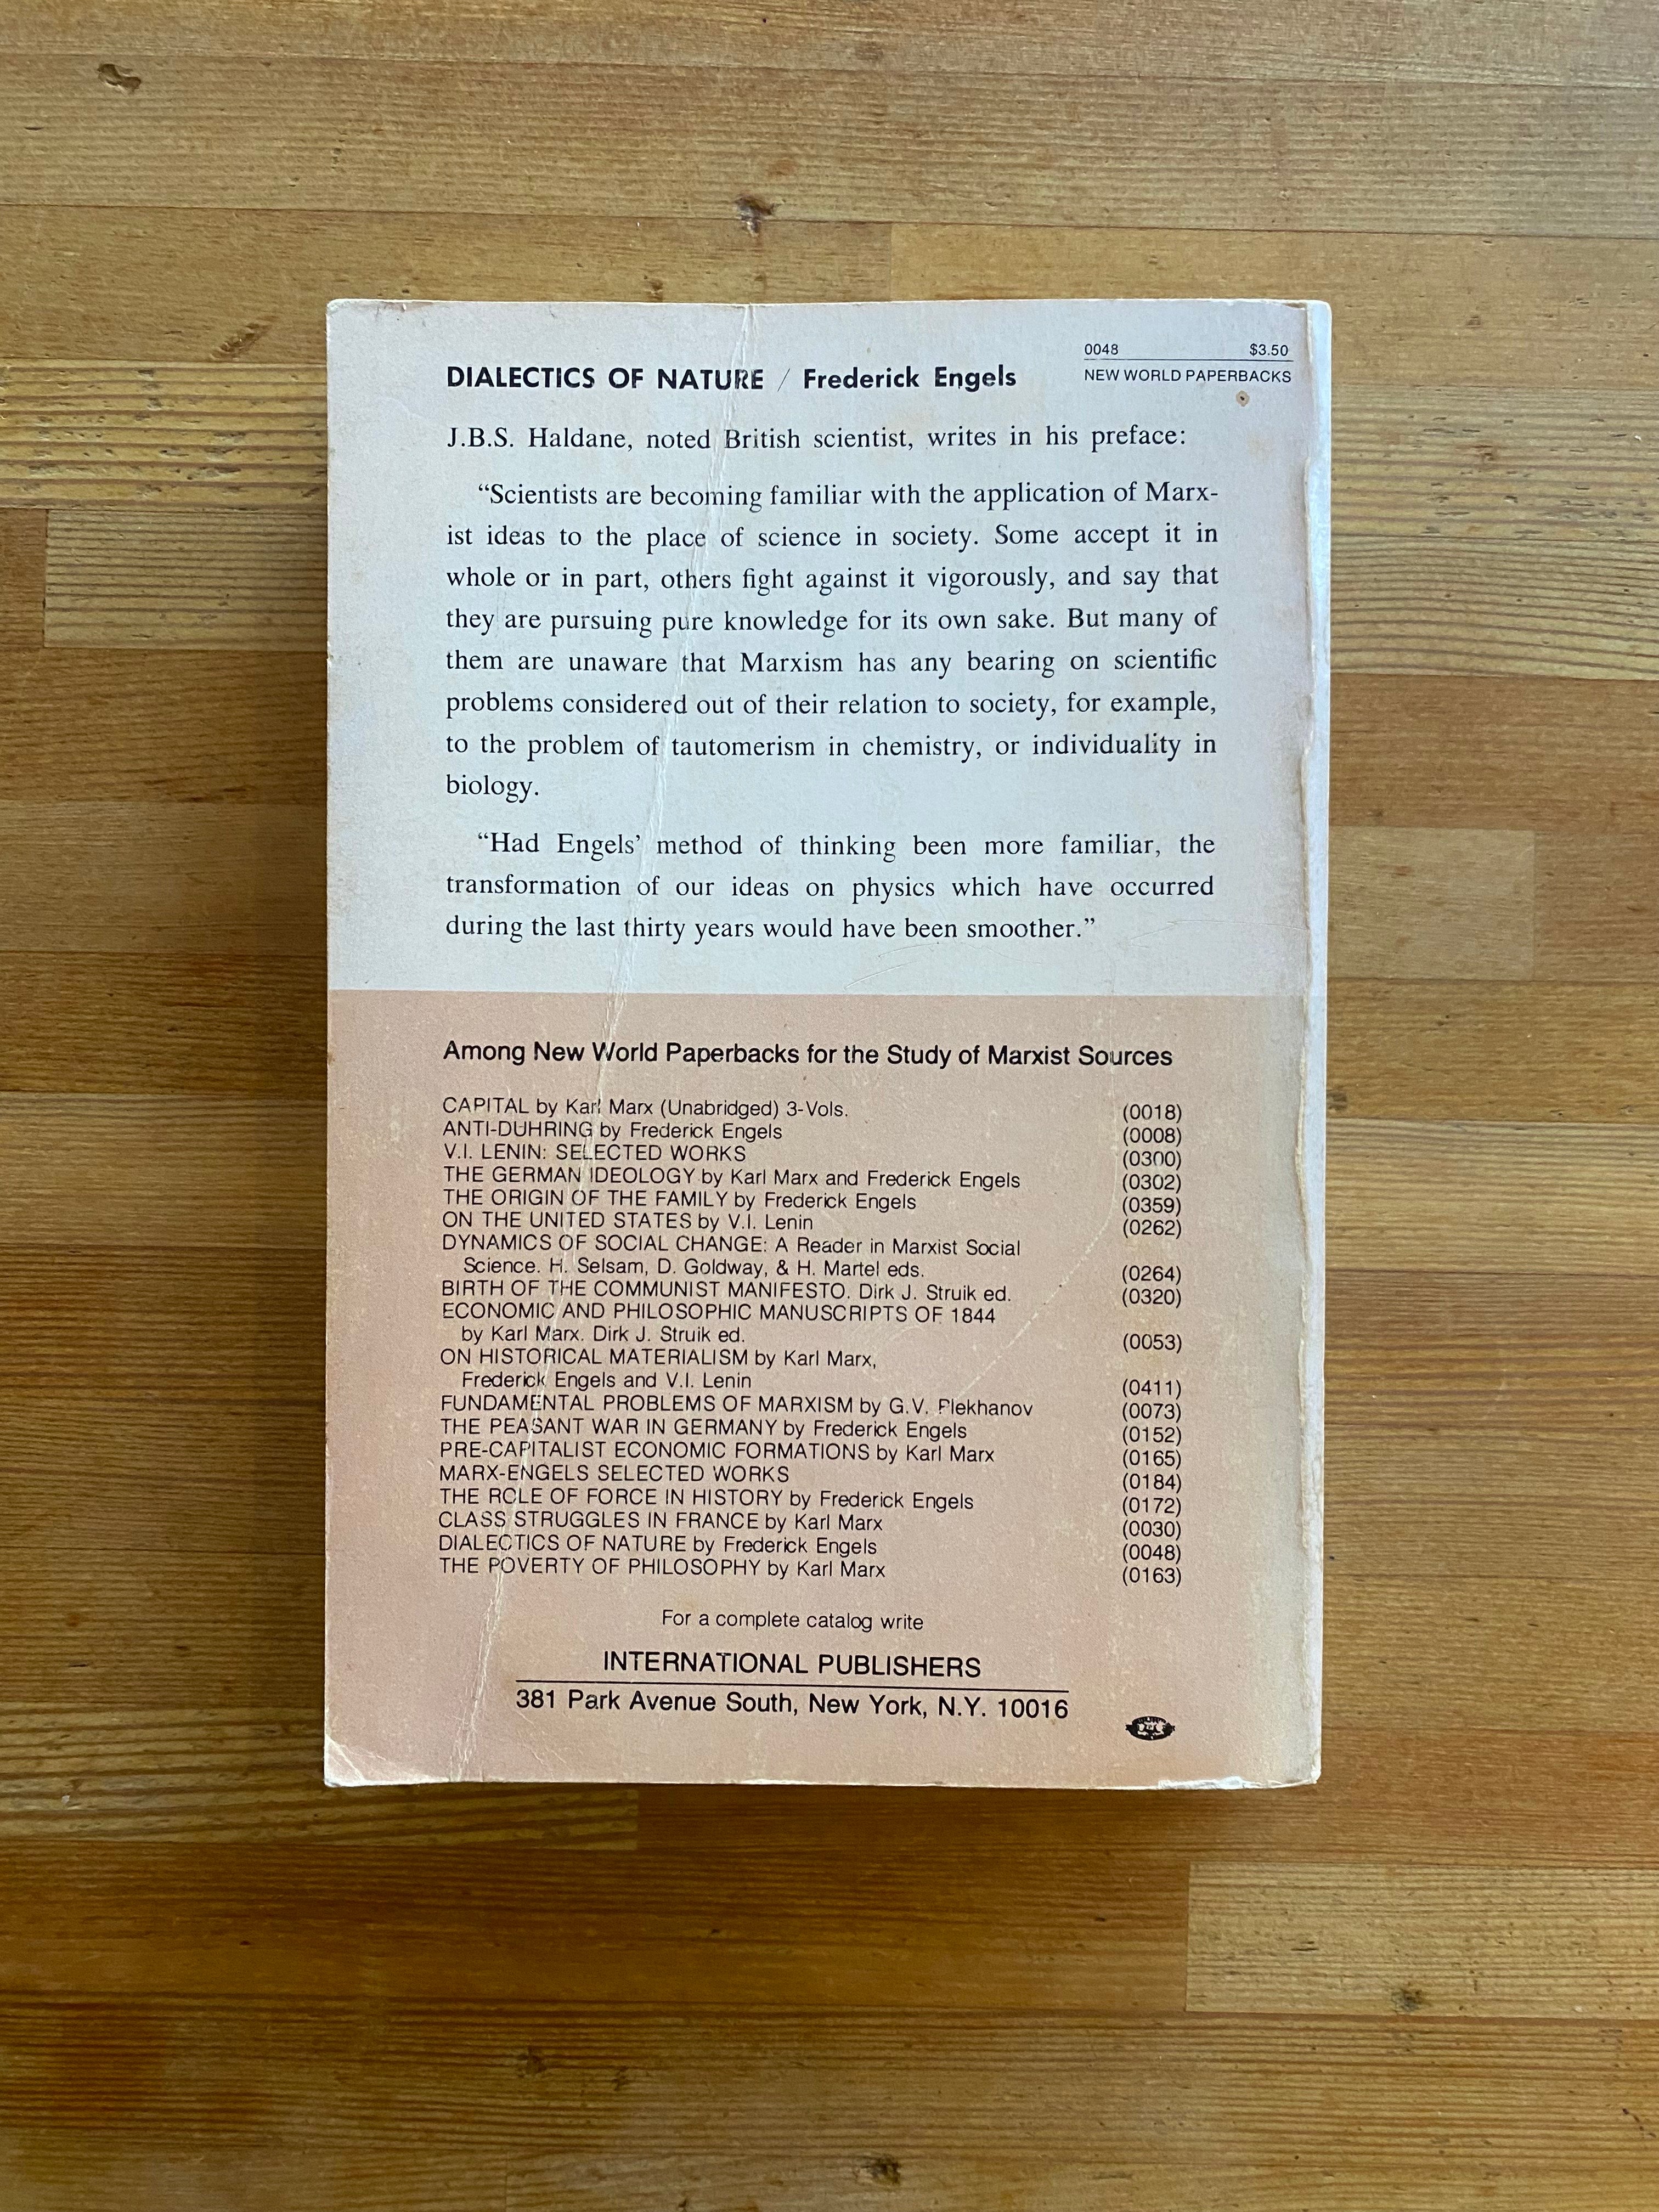 0048 $3.50
NEW WORLD PAPERBACKS
DIALECTICS OF NATURE / Frederick Engels
J.B.S. Haldane, noted British scientist, writes in his preface:
“Scientists are becoming familiar with the application of Marx-
ist ideas to the place of science in society. Some accept it in
whole or in part, others fight against it vigorously, and say that
they are pursuing pure knowledge for its own sake. But many of
them are unaware that Marxism has any bearing on scientific
problems considered out of their relation to society, for example,
to the problem of tautomerism in chemistry, or individuality in
biology.
“Had Engels’ method of thinking been more familiar, the
transformation of our ideas on physics which have occurred
during the last thirty years would have been smoother.”
Among New World Paperbacks for the Study of Marxist Sources
CAPITAL by Karl Marx (Unabridged) 3-Vols. (0018)
ANTI-DUHRING by Frederick Engels (0008)
V.I. LENIN: SELECTED WORKS (0300)
THE GERMAN IDEOLOGY by Karl Marx and Frederick Engels (0302)
THE ORIGIN OF THE FAMILY by Frederick Engels (0359)
ON THE UNITED STATES by V.I. Lenin (0262)
DYNAMICS OF SOCIAL CHANGE: A Reader in Marxist Social
Science. H. Selsam, D. Goldway, & H. Martel eds. (0264)
BIRTH OF THE COMMUNIST MANIFESTO. Dirk J. Struik ed. (0320)
ECONOMIC AND PHILOSOPHIC MANUSCRIPTS OF 1844
by Karl Marx. Dirk J. Struik ed. (0053)
ON HISTORICAL MATERIALISM by Karl Marx,
Frederick Engels and V.I. Lenin (0411)
FUNDAMENTAL PROBLEMS OF MARXISM by G.V. Plekhanov (0073)
THE PEASANT WAR IN GERMANY by Frederick Engels (0152)
PRE-CAPITALIST ECONOMIC FORMATIONS by Karl Marx (0165)
MARX-ENGELS SELECTED WORKS (0184)
THE ROLE OF FORCE IN HISTORY by Frederick Engels (0172)
CLASS STRUGGLES IN FRANCE by Karl Marx (0030)
DIALECTICS OF NATURE by Frederick Engels (0048)
THE POVERTY OF PHILOSOPHY by Karl Marx (0163)
For a complete catalog write
INTERNATIONAL PUBLISHERS
381 Park Avenue South, New York, N.Y. 10016